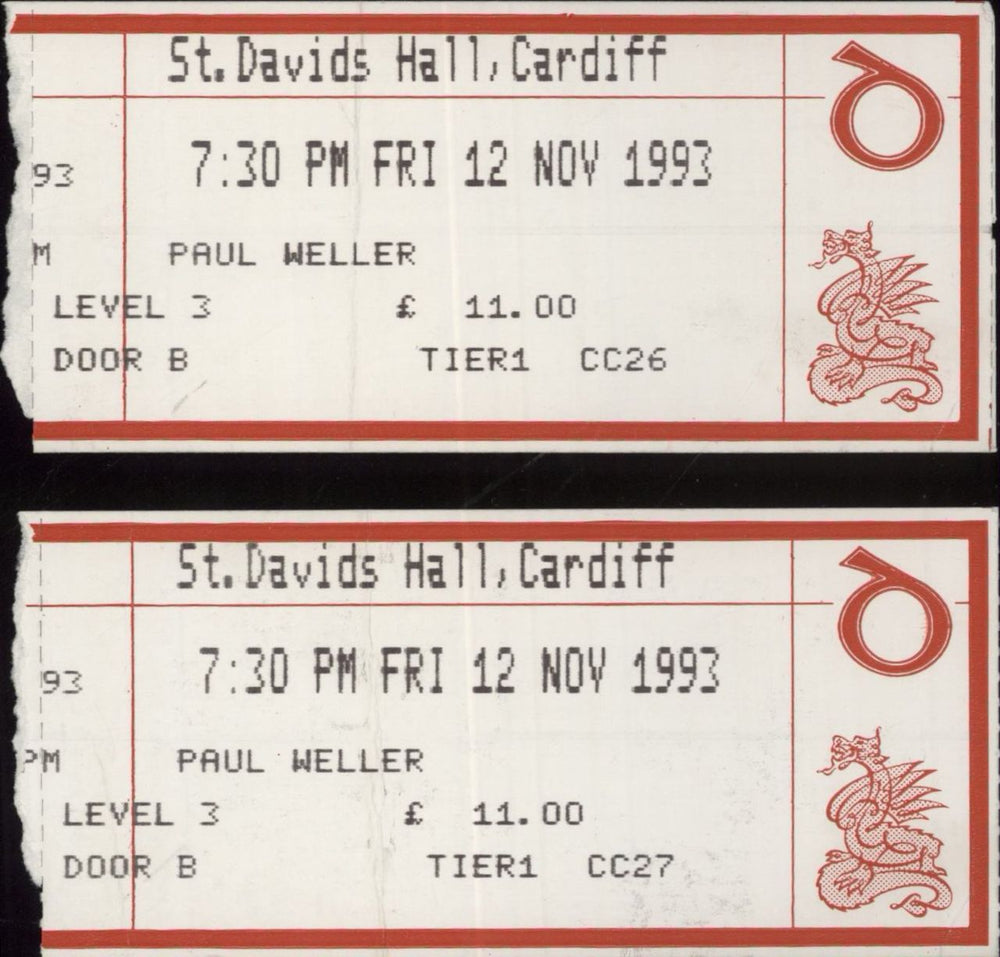 St.Davids Hall, Cardiff
93 7:30 PM FRI 12 NOV 1993
M PAUL WELLER
LEVEL 3 £ 11.00
DOOR B TIER1 CC26
St.Davids Hall, Cardiff
93 7:30 PM FRI 12 NOV 1993
PM PAUL WELLER
LEVEL 3 £ 11.00
DOOR B TIER1 CC27